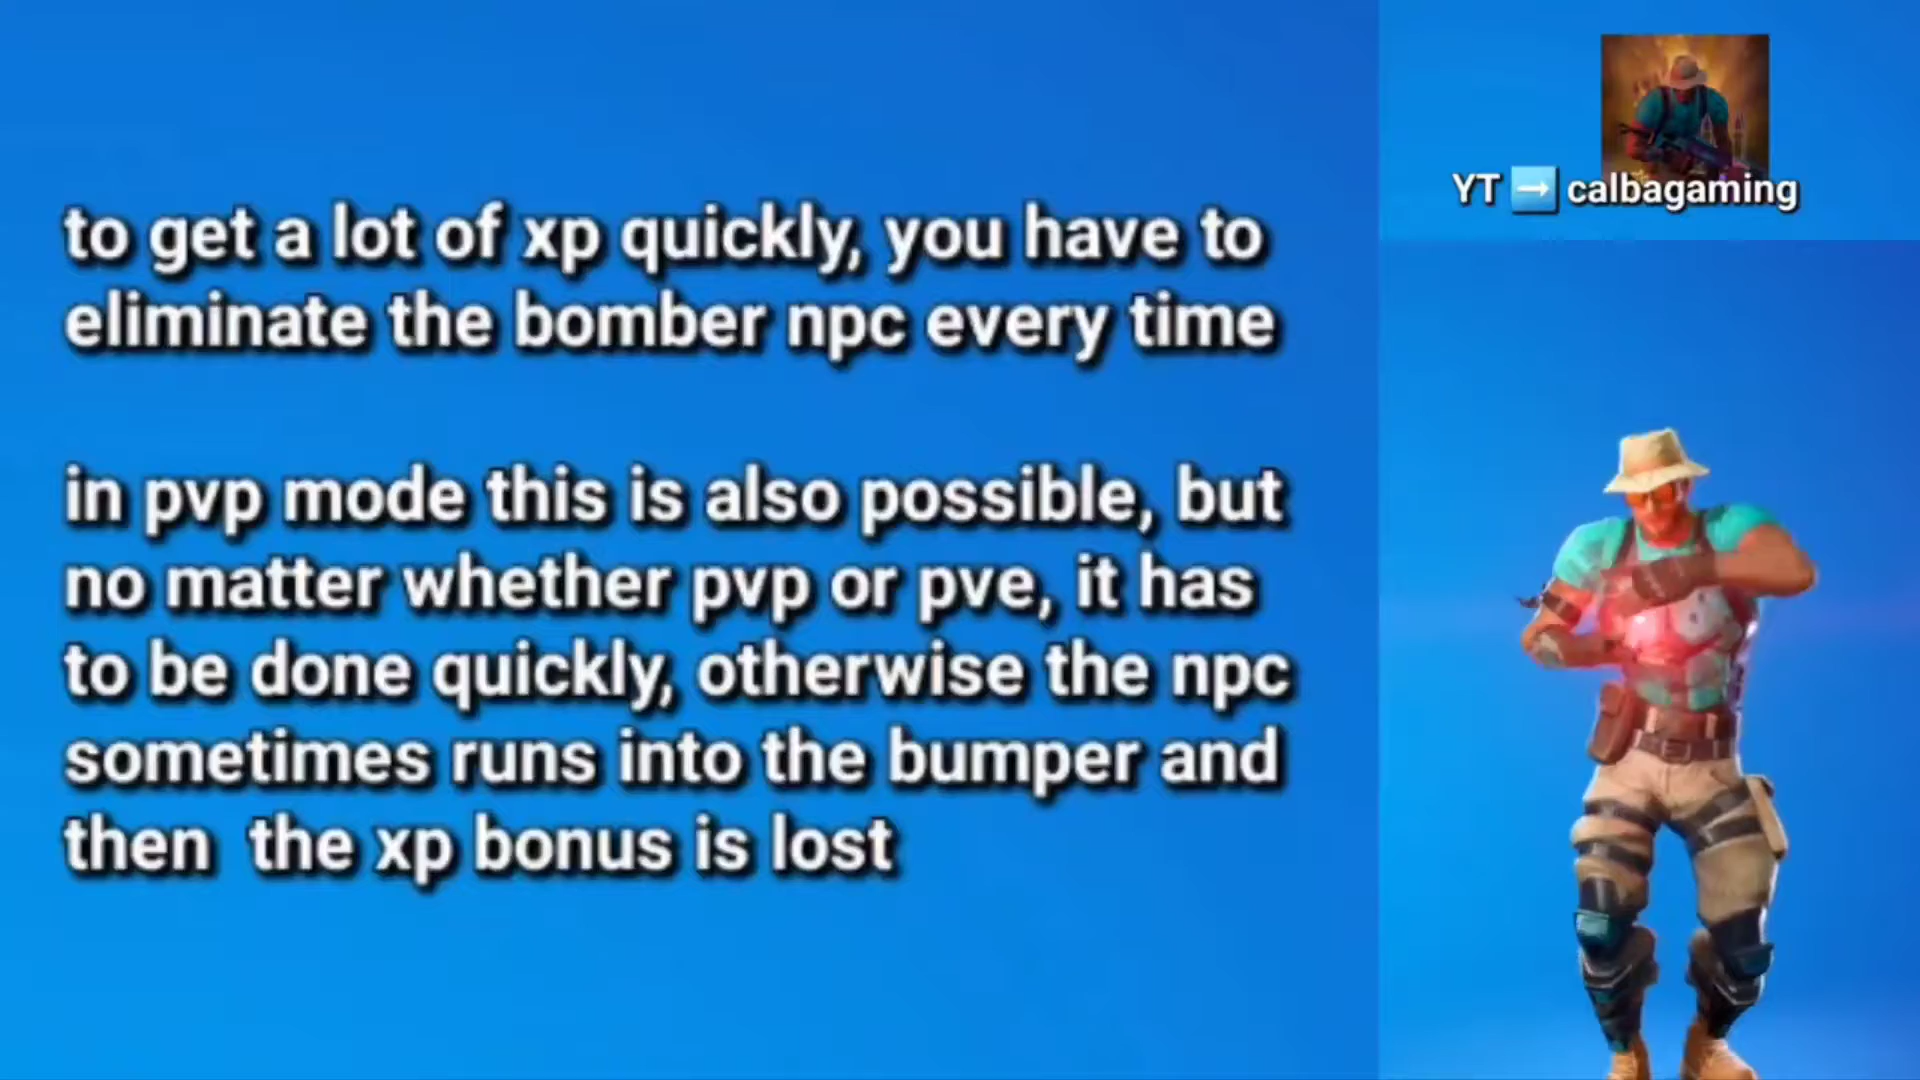 to get a lot of xp quickly, you have to
eliminate the bomber npc every time
in pvp mode this is also possible, but
no matter whether pvp or pve, it has
to be done quickly, otherwise the npc
sometimes runs into the bumper and
then  the xp bonus is lost
YT ➡️ calbagaming